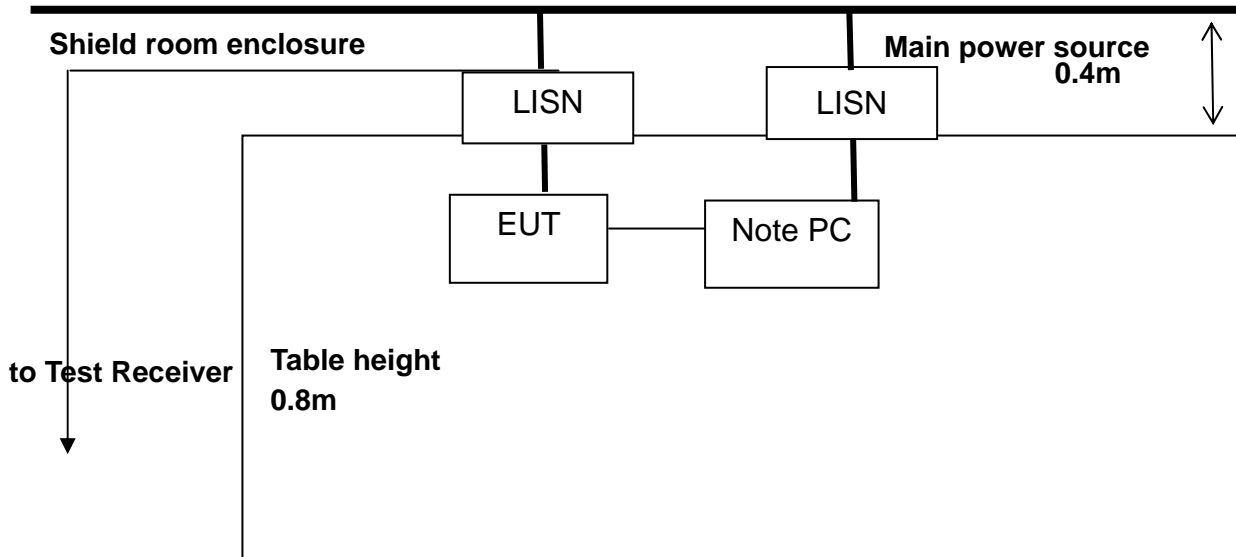 Shield room enclosure
Main power source
0.4m
LISN
LISN
EUT
Note PC
to Test Receiver
Table height
0.8m